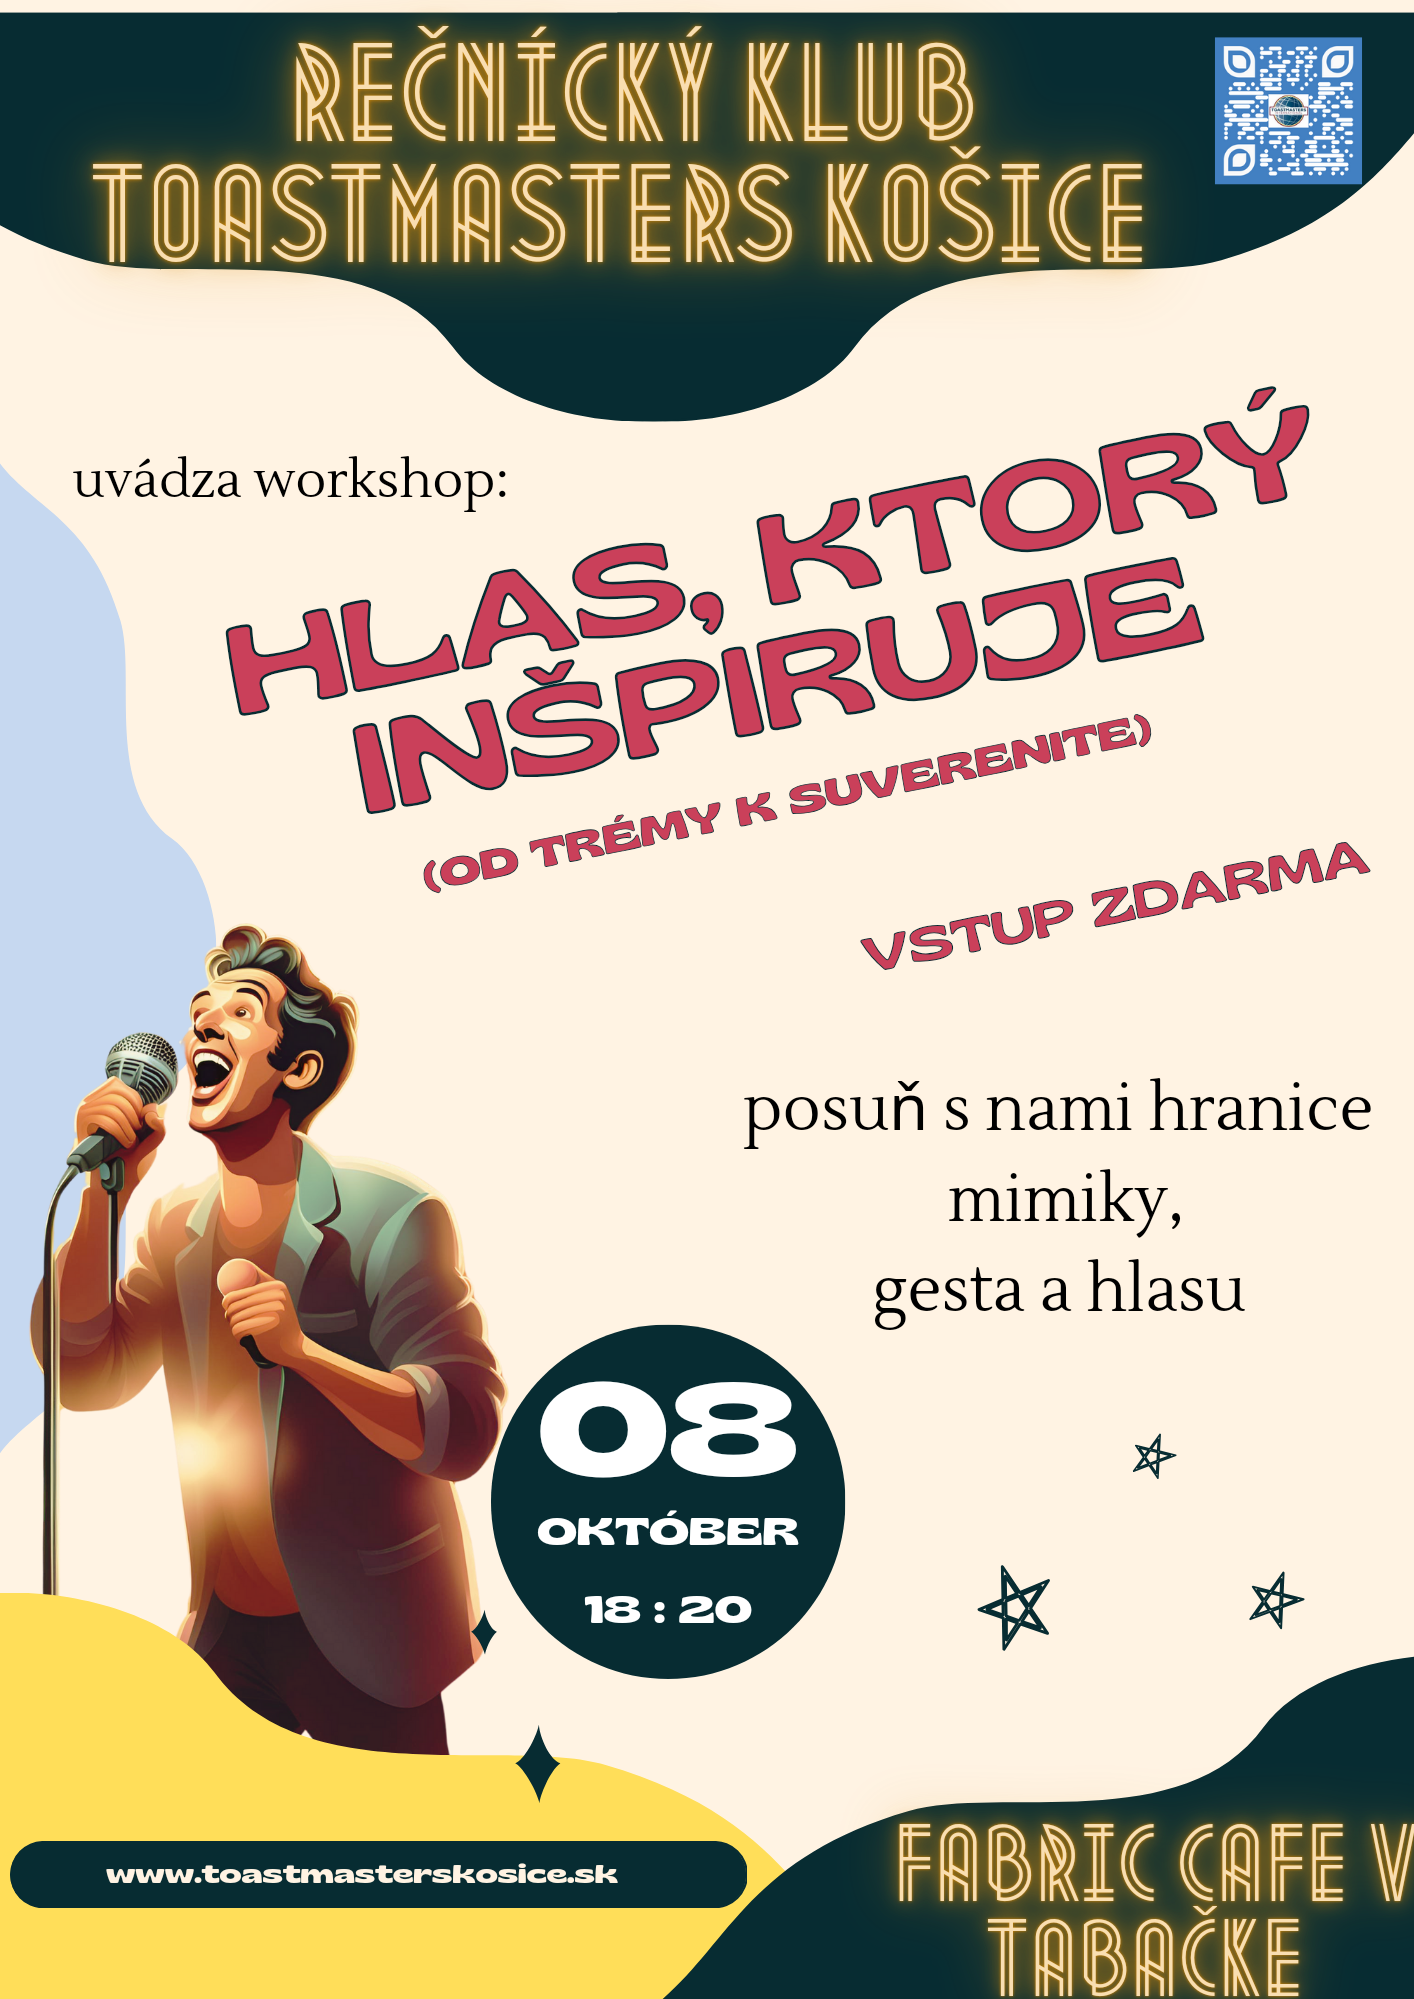 REČNÍCKÝ KLUB
TOASTMASTERS KOŠICE
TOASTMASTERS
uvádza workshop:
HLAS, KTORÝ
INŠPIRUJE
(OD TRÉMY K SUVERENITE)
VSTUP ZDARMA
posuň s nami hranice
mimiky,
gesta a hlasu
08
OKTÓBER
18 : 20
www.toastmasterskosice.sk
FABRIC CAFE V
TABAČKE